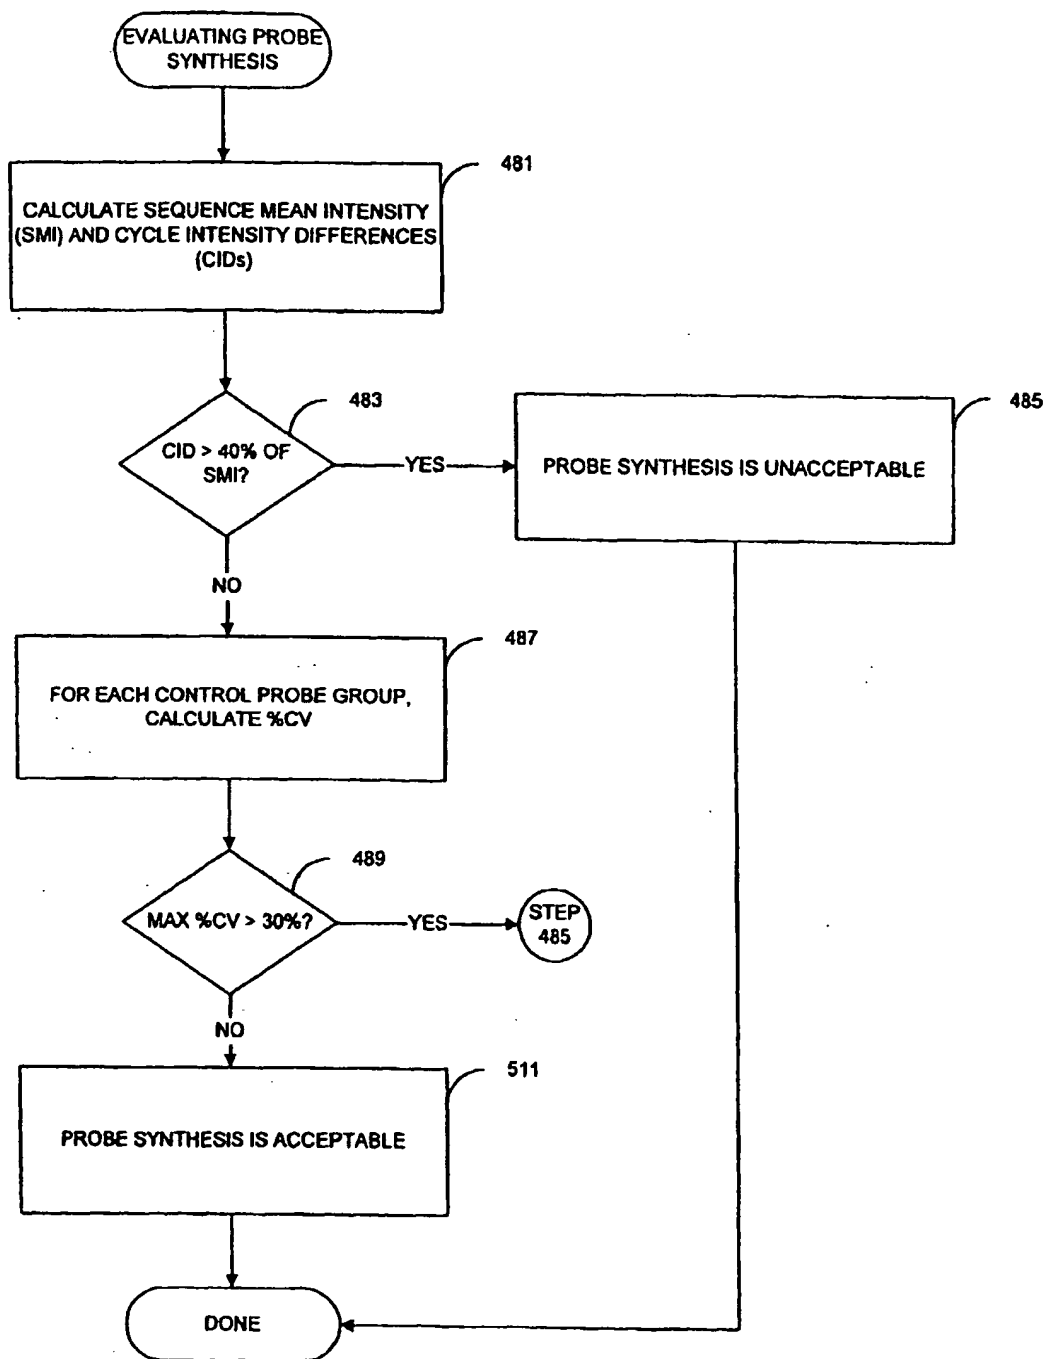 EVALUATING PROBE
SYNTHESIS
481
CALCULATE SEQUENCE MEAN INTENSITY
(SMI) AND CYCLE INTENSITY DIFFERENCES
(CIDs)
483
CID > 40% OF
SMI?
YES
485
PROBE SYNTHESIS IS UNACCEPTABLE
NO
487
FOR EACH CONTROL PROBE GROUP,
CALCULATE %CV
489
MAX %CV > 30%?
YES
STEP
485
NO
511
PROBE SYNTHESIS IS ACCEPTABLE
DONE